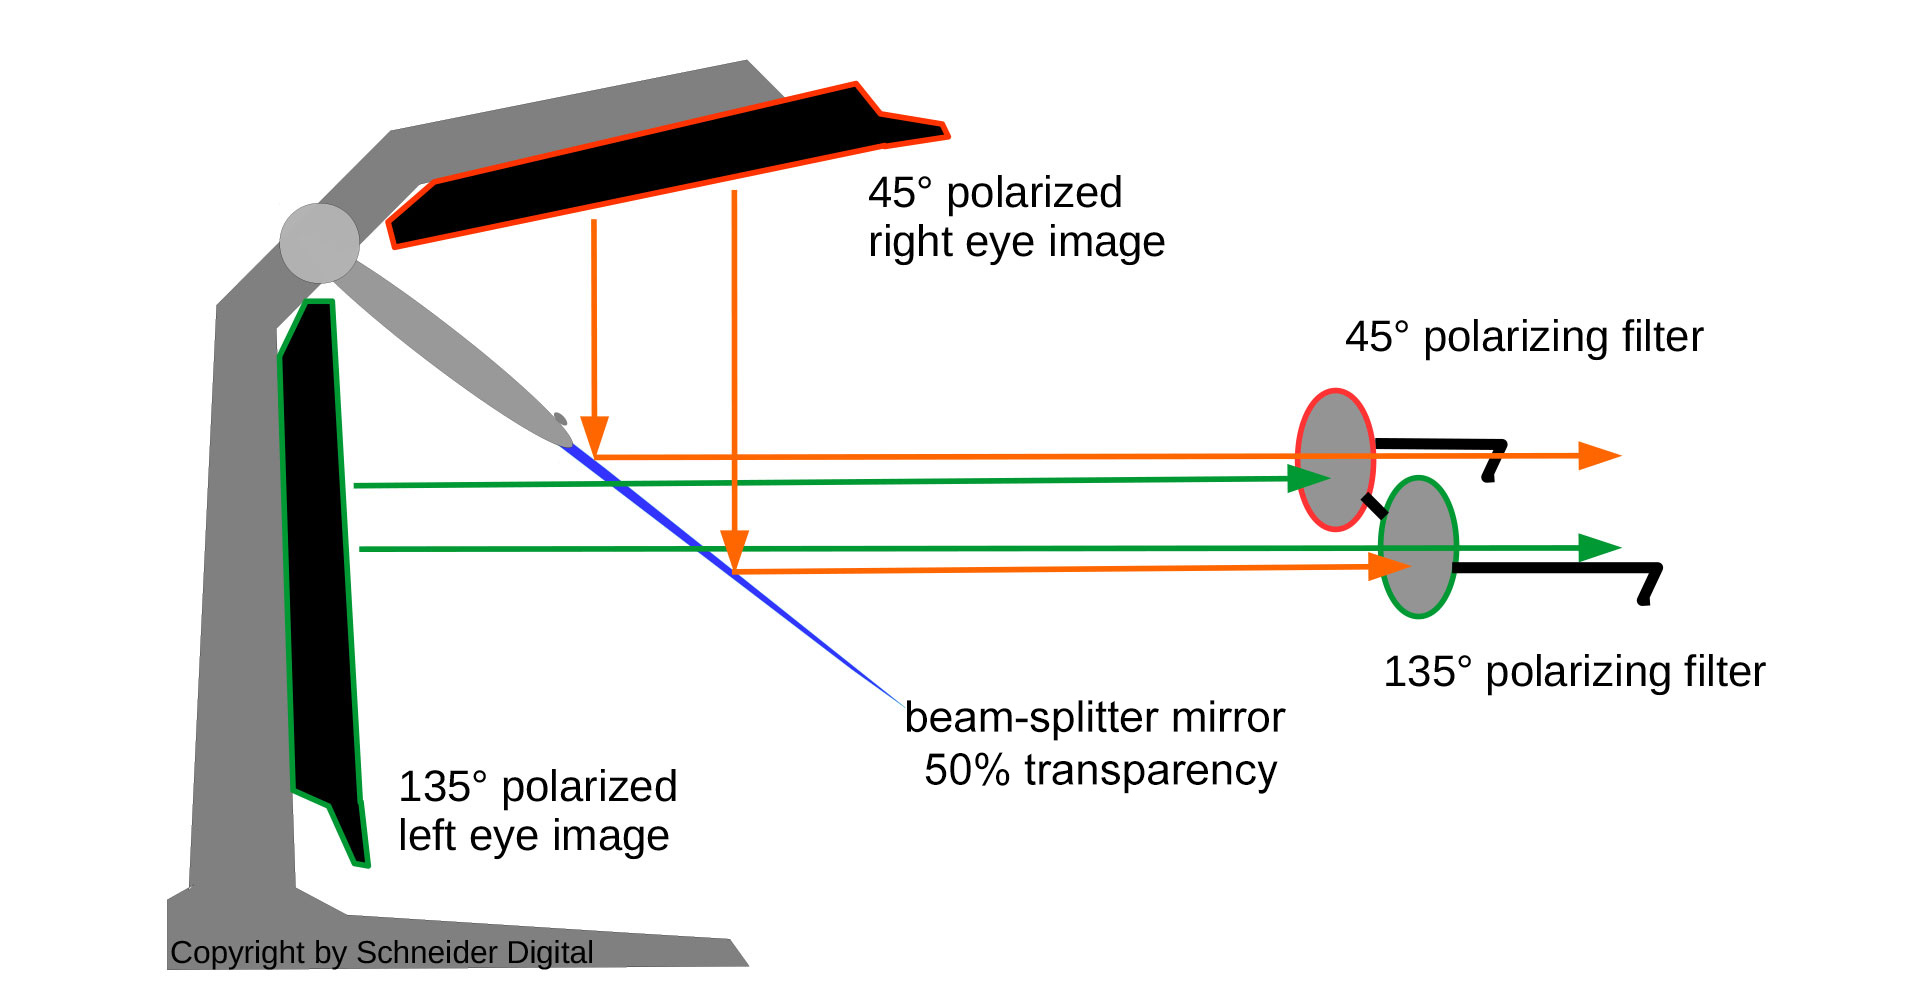 45° polarized
right eye image
45° polarizing filter
135° polarizing filter
beam-splitter mirror
50% transparency
135° polarized
left eye image
Copyright by Schneider Digital